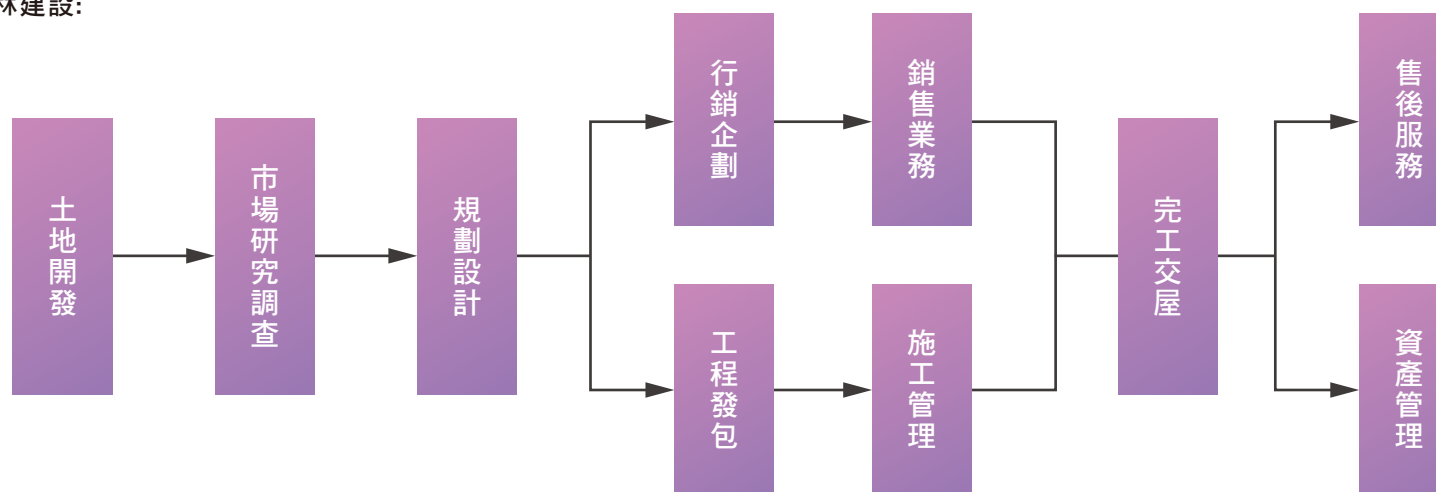 林建設:
土地開發
市場研究調查
規劃設計
行銷企劃
銷售業務
工程發包
施工管理
完工交屋
售後服務
資產管理